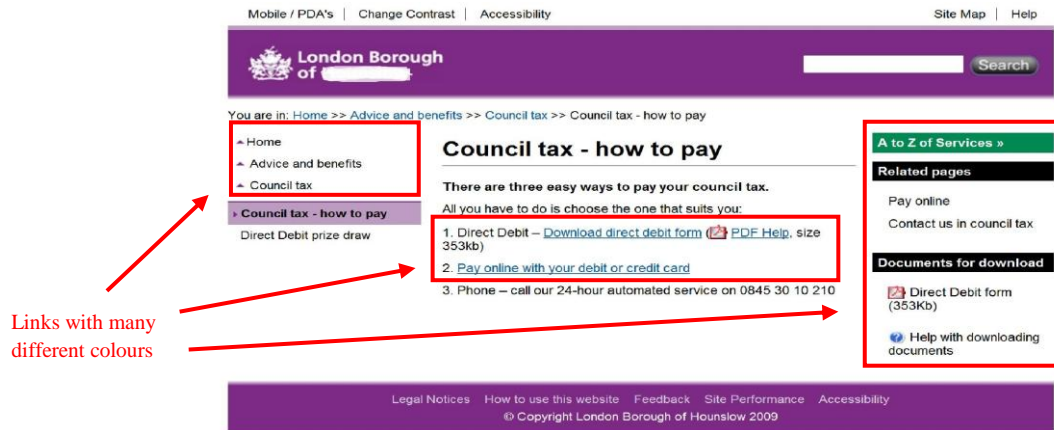 Mobile / PDA's | Change Contrast | Accessibility
Site Map | Help
London Borough
of
Search
You are in: Home >> Advice and benefits >> Council tax >> Council tax - how to pay
Home
Advice and benefits
Council tax
Council tax - how to pay
Direct Debit prize draw
Council tax - how to pay
There are three easy ways to pay your council tax.
All you have to do is choose the one that suits you:
1. Direct Debit – Download direct debit form (PDF Help, size
353kb)
2. Pay online with your debit or credit card
3. Phone – call our 24-hour automated service on 0845 30 10 210
A to Z of Services »
Related pages
Pay online
Contact us in council tax
Documents for download
Direct Debit form
(353Kb)
Help with downloading
documents
Links with many
different colours
Legal Notices How to use this website Feedback Site Performance Accessibility
© Copyright London Borough of Hounslow 2009